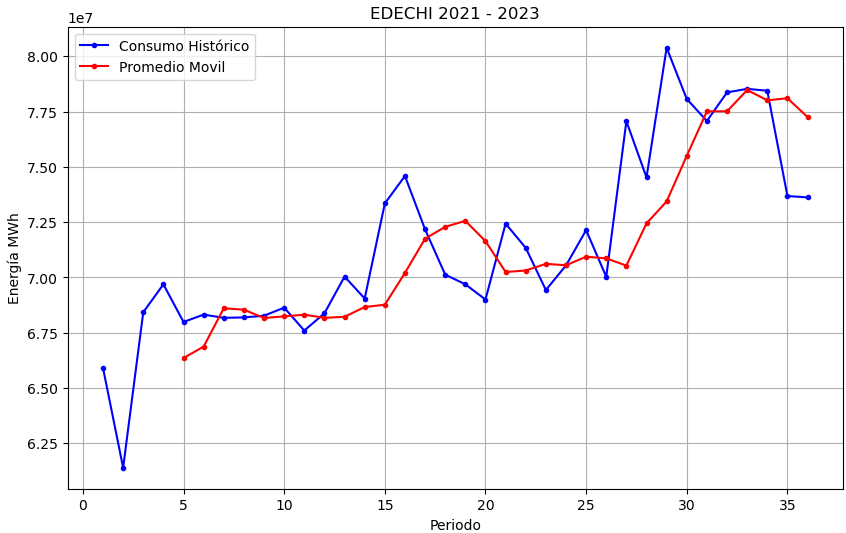 EDECHI 2021 - 2023
1e7
Consumo Histórico
Promedio Movil
8.00
7.75
7.50
7.25
7.00
6.75
6.50
6.25
Energía MWh
0 5 10 15 20 25 30 35
Periodo